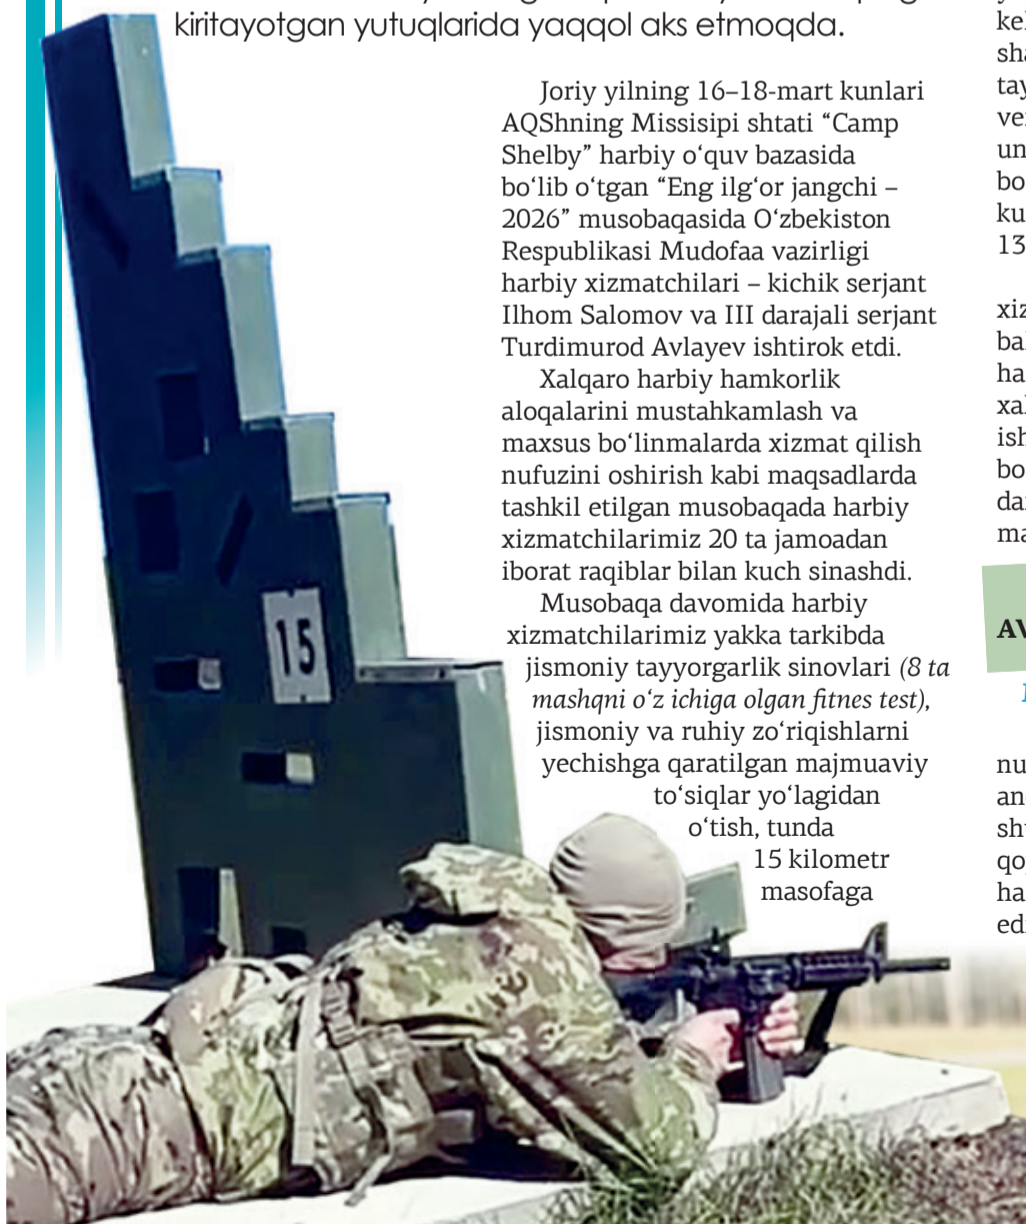 kiritayotgan yutuqlarida yaqqol aks etmoqda.
Joriy yilning 16–18-mart kunlari
AQShning Missisipi shtati “Camp
Shelby” harbiy o‘quv bazasida
bo‘lib o‘tgan “Eng ilg‘or jangchi –
2026” musobaqasida O‘zbekiston
Respublikasi Mudofaa vazirligi
harbiy xizmatchilari – kichik serjant
Ilhom Salomov va III darajali serjant
Turdimurod Avlayev ishtirok etdi.
Xalqaro harbiy hamkorlik
aloqalarini mustahkamlash va
maxsus bo‘linmalarda xizmat qilish
nufuzini oshirish kabi maqsadlarda
tashkil etilgan musobaqada harbiy
xizmatchilarimiz 20 ta jamoadan
iborat raqiblar bilan kuch sinashdi.
Musobaqa davomida harbiy
xizmatchilarimiz yakka tarkibda
jismoniy tayyorgarlik sinovlari (8 ta
mashqni o‘z ichiga olgan fitnes test),
jismoniy va ruhiy zo‘riqishlarni
yechishga qaratilgan majmuaviy
to‘siqlar yo‘lagidan
o‘tish, tunda
15 kilometr
masofaga
15
13